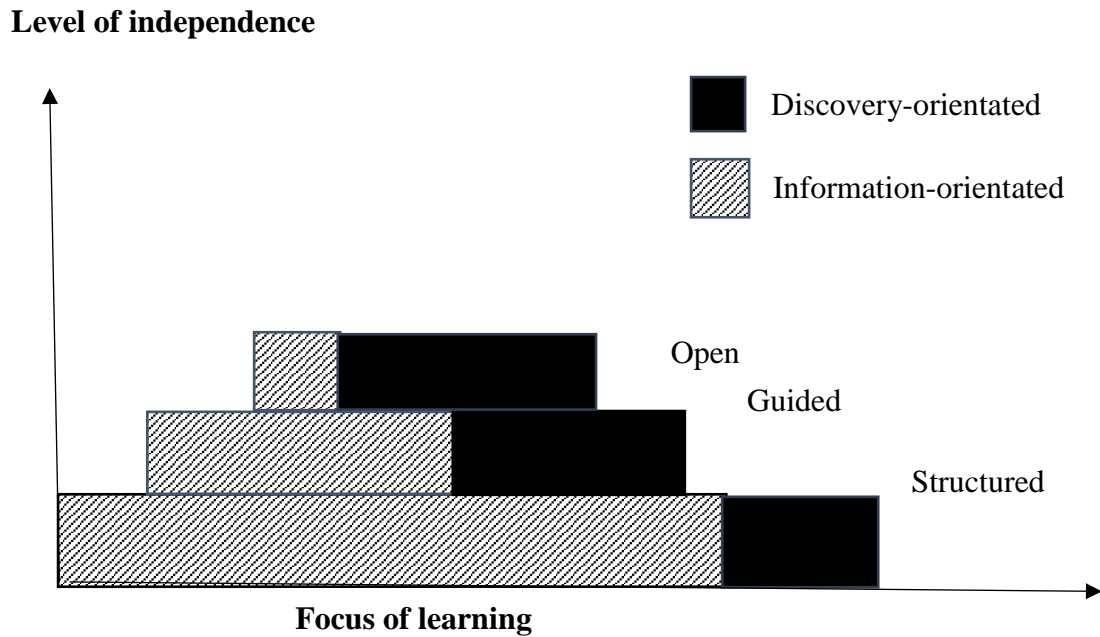 Level of independence
Discovery-orientated
Information-orientated
Open
Guided
Structured
Focus of learning